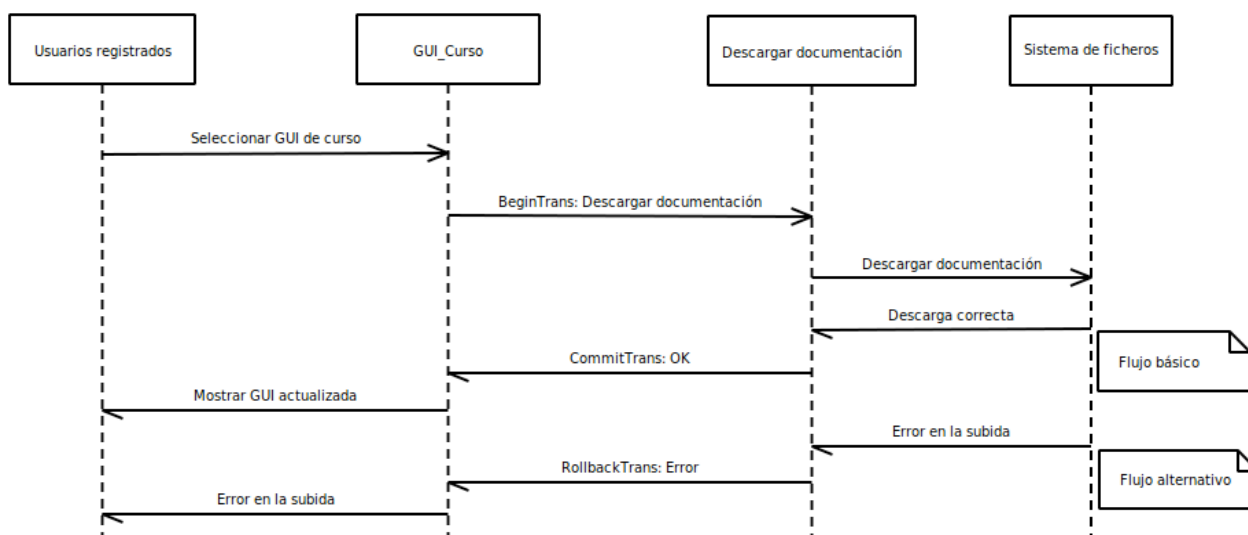 Usuarios registrados
GUI_Curso
Descargar documentación
Sistema de ficheros
Seleccionar GUI de curso
BeginTrans: Descargar documentación
Descargar documentación
Descarga correcta
Flujo básico
CommitTrans: OK
Mostrar GUI actualizada
Error en la subida
RollbackTrans: Error
Flujo alternativo
Error en la subida